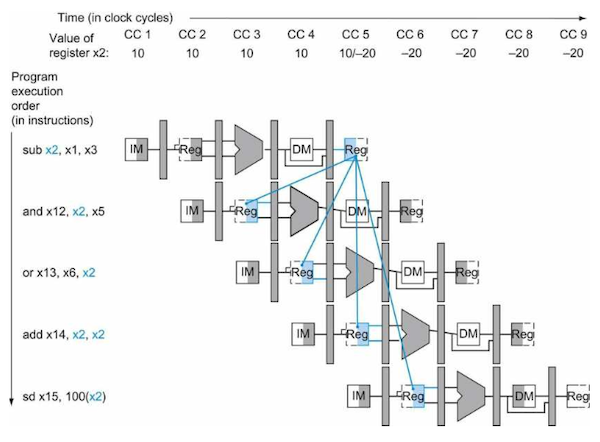 Time (in clock cycles)
Value of CC 1 CC 2 CC 3 CC 4 CC 5 CC 6 CC 7 CC 8 CC 9
register x2: 10 10 10 10 10/–20 –20 –20 –20 –20
Program
execution
order
(in instructions)
sub x2, x1, x3 IM Reg DM Reg
and x12, x2, x5 IM Reg DM Reg
or x13, x6, x2 IM Reg DM Reg
add x14, x2, x2 IM Reg DM Reg
sd x15, 100(x2) IM Reg DM Reg